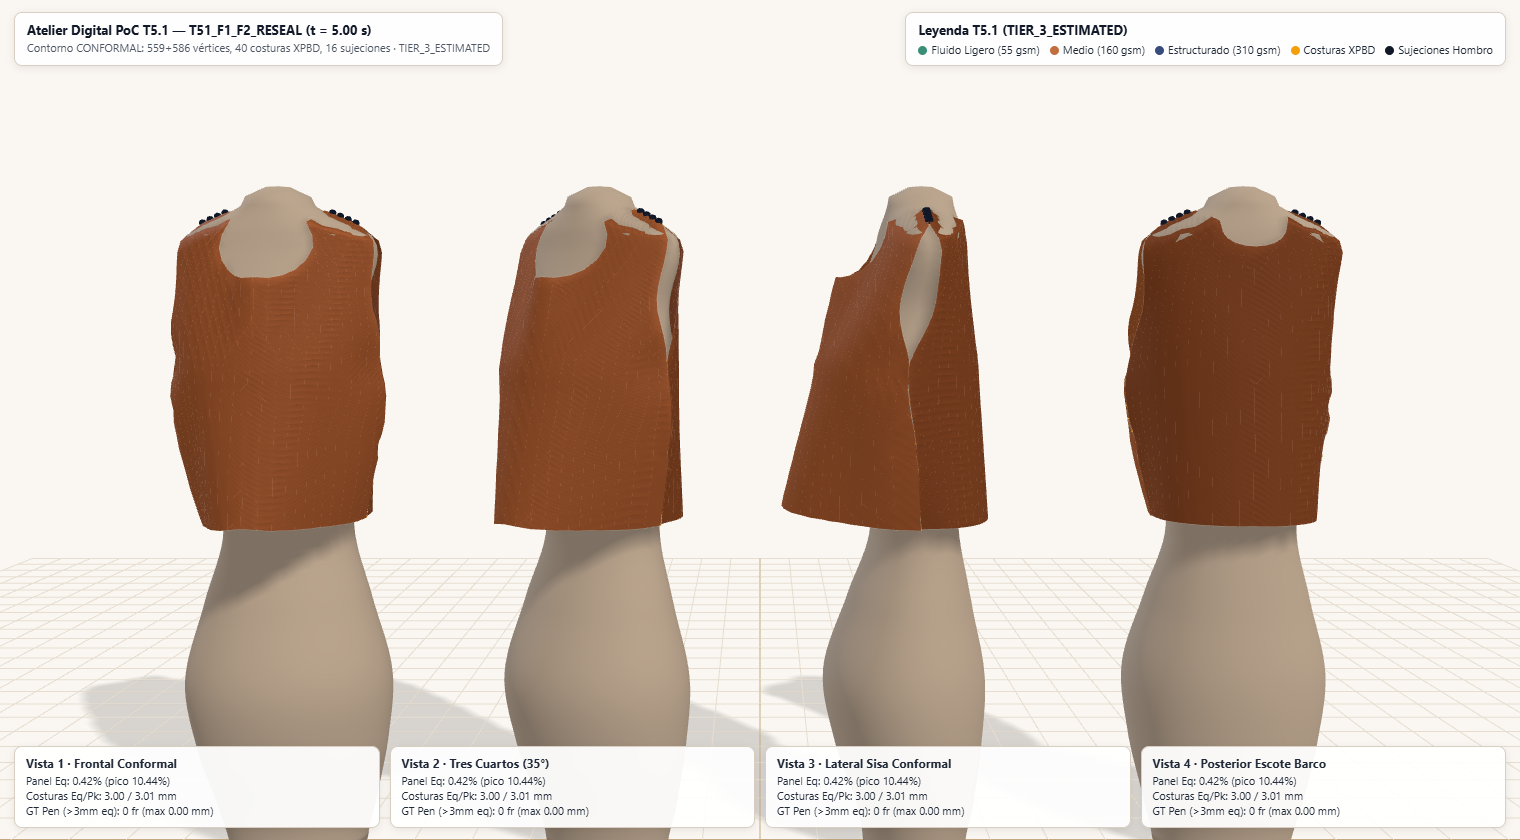 Atelier Digital PoC T5.1 — T51_F1_F2_RESEAL (t = 5.00 s)
Contorno CONFORMAL: 559+586 vértices, 40 costuras XPBD, 16 sujeciones · TIER_3_ESTIMATED
Leyenda T5.1 (TIER_3_ESTIMATED)
Fluido Ligero (55 gsm) Medio (160 gsm) Estructurado (310 gsm) Costuras XPBD Sujeciones Hombro
Vista 1 · Frontal Conformal
Panel Eq: 0.42% (pico 10.44%)
Costuras Eq/Pk: 3.00 / 3.01 mm
GT Pen (>3mm eq): 0 fr (max 0.00 mm)
Vista 2 · Tres Cuartos (35°)
Panel Eq: 0.42% (pico 10.44%)
Costuras Eq/Pk: 3.00 / 3.01 mm
GT Pen (>3mm eq): 0 fr (max 0.00 mm)
Vista 3 · Lateral Sisa Conformal
Panel Eq: 0.42% (pico 10.44%)
Costuras Eq/Pk: 3.00 / 3.01 mm
GT Pen (>3mm eq): 0 fr (max 0.00 mm)
Vista 4 · Posterior Escote Barco
Panel Eq: 0.42% (pico 10.44%)
Costuras Eq/Pk: 3.00 / 3.01 mm
GT Pen (>3mm eq): 0 fr (max 0.00 mm)